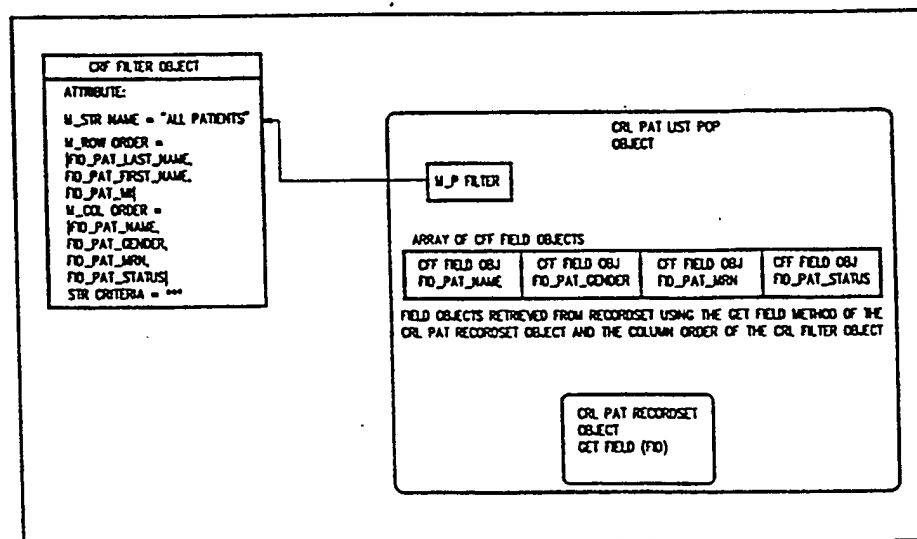 CRF FILTER OBJECT
ATTRIBUTE:
M_STR NAME = "ALL PATIENTS"
M_ROW ORDER =
{FID_PAT_LAST_NAME,
FID_PAT_FIRST_NAME,
FID_PAT_MI}
M_COL ORDER =
{FID_PAT_NAME,
FID_PAT_GENDER,
FID_PAT_MRN,
FID_PAT_STATUS}
STR CRITERIA = """
CRL PAT LIST POP
OBJECT
M_P FILTER
ARRAY OF CFF FIELD OBJECTS
CFF FIELD OBJ
FID_PAT_NAME
CFF FIELD OBJ
FID_PAT_GENDER
CFF FIELD OBJ
FID_PAT_MRN
CFF FIELD OBJ
FID_PAT_STATUS
FIELD OBJECTS RETRIEVED FROM RECORDSET USING THE GET FIELD METHOD OF THE
CRL PAT RECORDSET OBJECT AND THE COLUMN ORDER OF THE CRL FILTER OBJECT
CRL PAT RECORDSET
OBJECT
GET FIELD (FID)